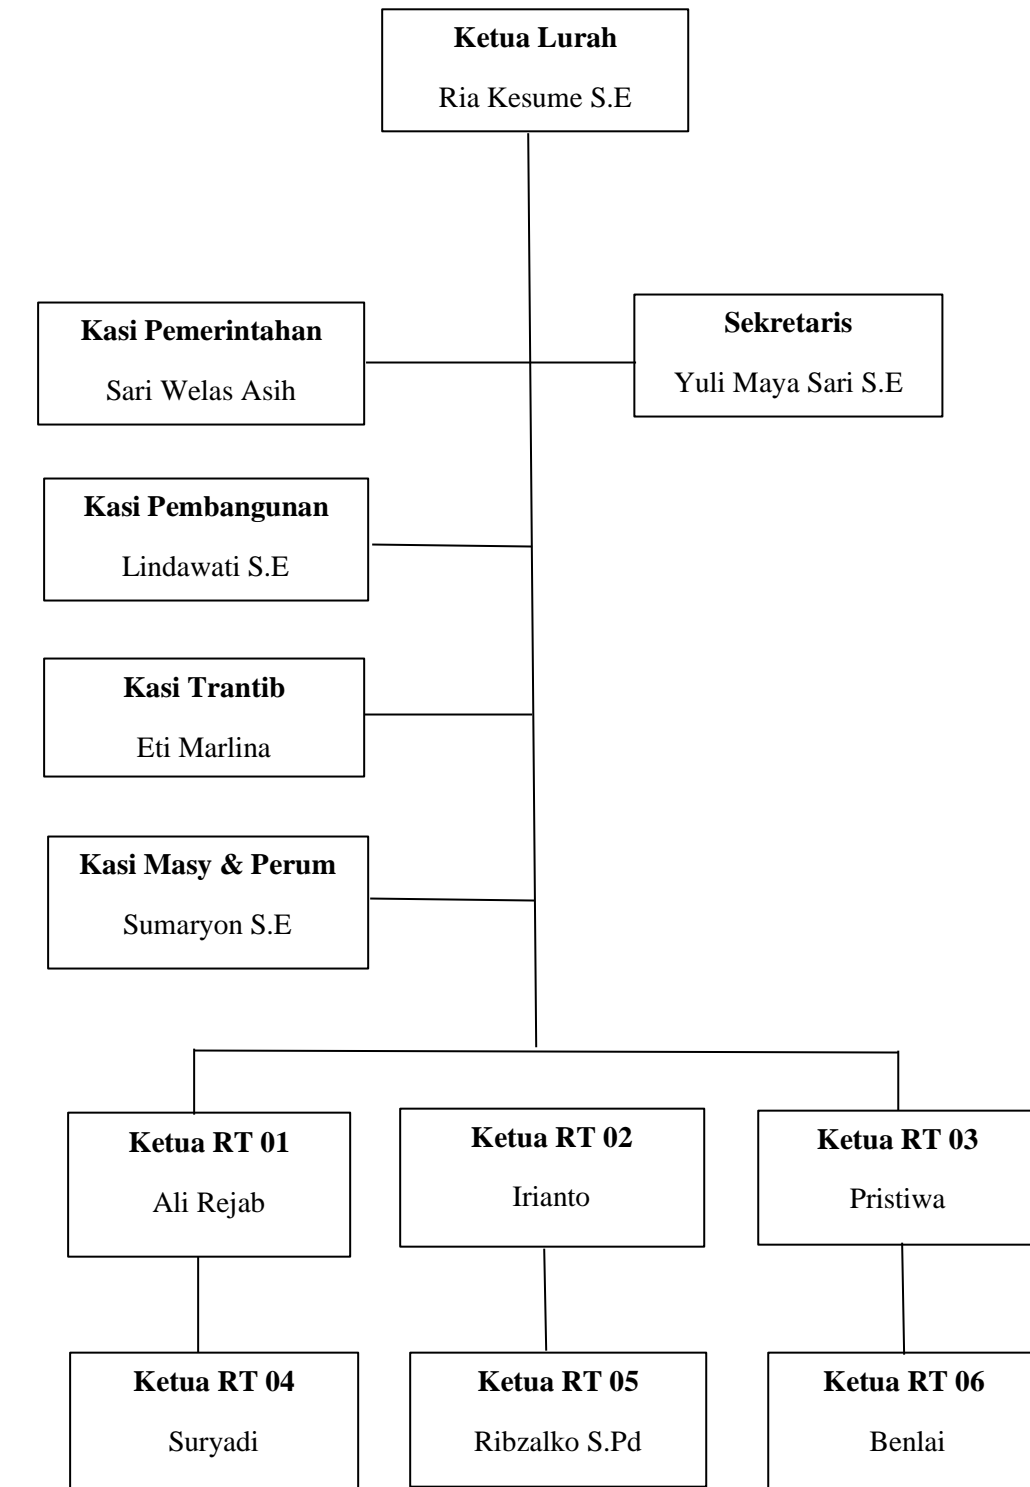 Ketua Lurah
Ria Kesume S.E
Kasi Pemerintahan
Sari Welas Asih
Sekretaris
Yuli Maya Sari S.E
Kasi Pembangunan
Lindawati S.E
Kasi Trantib
Eti Marlina
Kasi Masy & Perum
Sumaryon S.E
Ketua RT 01
Ali Rejab
Ketua RT 02
Irianto
Ketua RT 03
Pristiwa
Ketua RT 04
Suryadi
Ketua RT 05
Ribzalko S.Pd
Ketua RT 06
Benlai